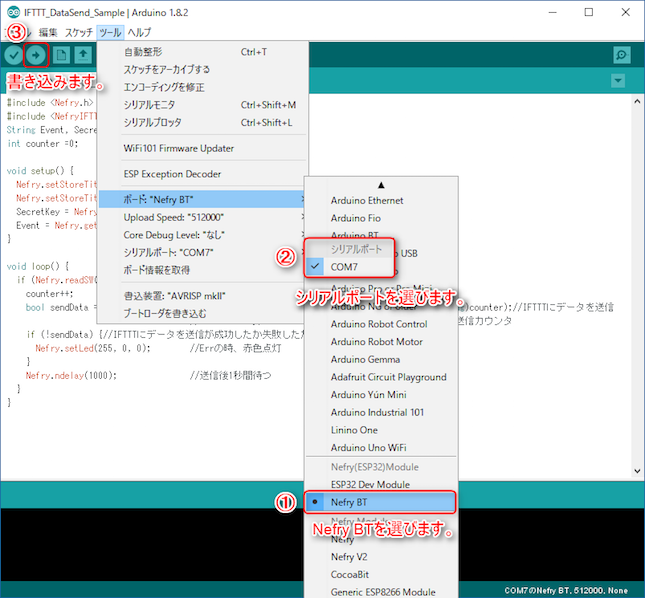 IFTTT_DataSend_Sample | Arduino 1.8.2
③
編集 スケッチ ツール ヘルプ
書き込みます。
自動整形 Ctrl+T
スケッチをアーカイブする
エンコーディングを修正
シリアルモニタ Ctrl+Shift+M
シリアルプロッタ Ctrl+Shift+L
WiFi101 Firmware Updater
ESP Exception Decoder
ボード: "Nefry BT"
Upload Speed: "512000"
Core Debug Level: "なし"
シリアルポート: "COM7"
ボード情報を取得
書込装置: "AVRISP mkII"
ブートローダを書き込む
#include <Nefry.h>
#include <NefryIFTT
String Event, Secre
int counter =0;
void setup() {
Nefry.setStoreTit
Nefry.setStoreTit
SecretKey = Nefry
Event = Nefry.get
}
void loop() {
if (Nefry.readSW(
counter++;
bool sendData = )counter);//IFTTTにデータを送信
送信カウンタ
if (!sendData) {//IFTTTにデータを送信が成功したか失敗した
Nefry.setLed(255, 0, 0); //Errの時、赤色点灯
}
Nefry.ndelay(1000); //送信後1秒間待つ
}
}
▲
Arduino Ethernet
Arduino Fio
Arduino BT
USB
②
シリアルポート
✓ COM7
シリアルポートを選びます。
Arduino Robot Control
Arduino Robot Motor
Arduino Gemma
Adafruit Circuit Playground
Arduino Yún Mini
Arduino Industrial 101
Linino One
Arduino Uno WiFi
Nefry(ESP32)Module
ESP32 Dev Module
①
Nefry BT
Nefry BTを選びます。
Nefry
Nefry V2
CocoaBit
Generic ESP8266 Module
COM7のNefry BT, 512000, None